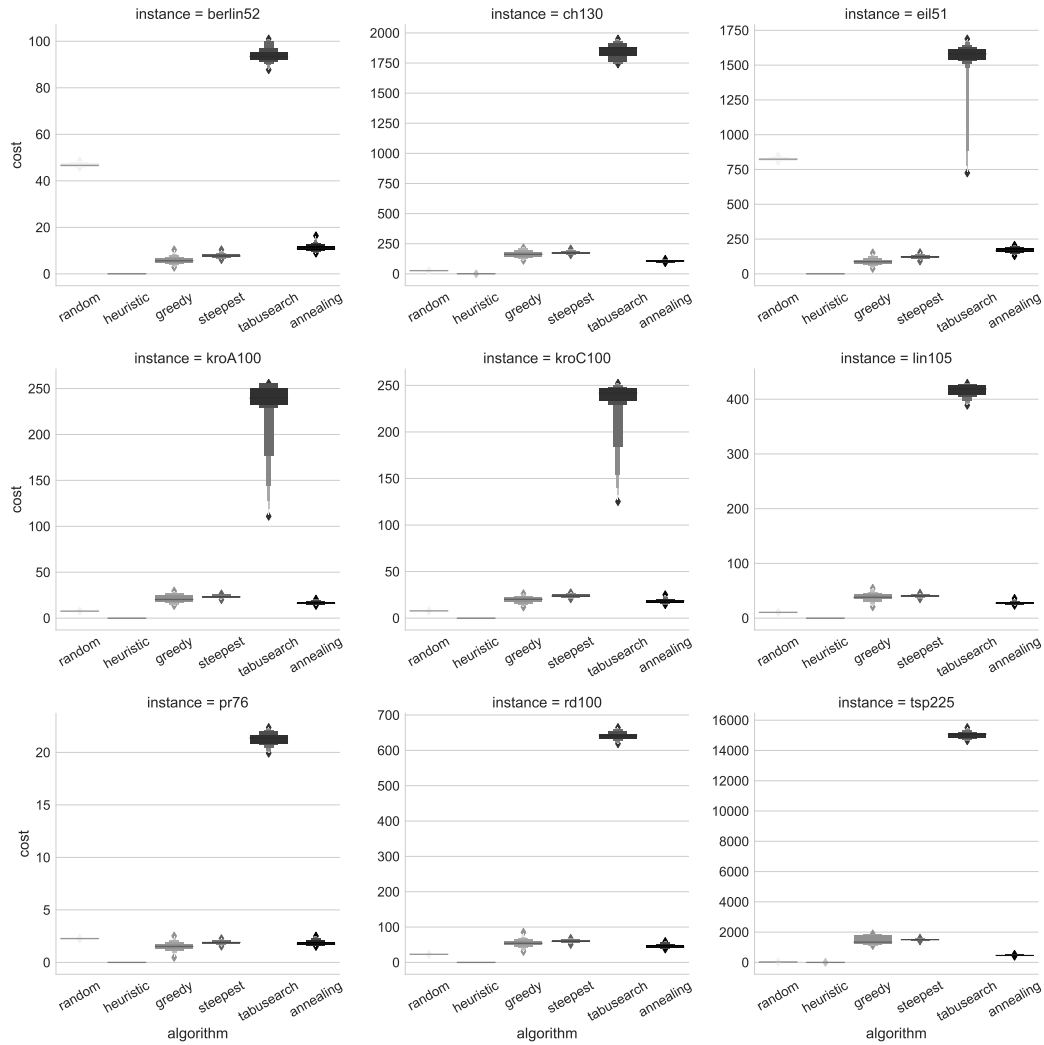 instance = berlin52
instance = ch130
instance = eil51
100
80
60
40
20
0
cost
2000
1750
1500
1250
1000
750
500
250
0
1750
1500
1250
1000
750
500
250
0
random heuristic greedy steepest tabusearch annealing
random heuristic greedy steepest tabusearch annealing
random heuristic greedy steepest tabusearch annealing
instance = kroA100
instance = kroC100
instance = lin105
250
200
150
100
50
0
cost
250
200
150
100
50
0
400
300
200
100
0
random heuristic greedy steepest tabusearch annealing
random heuristic greedy steepest tabusearch annealing
random heuristic greedy steepest tabusearch annealing
instance = pr76
instance = rd100
instance = tsp225
20
15
10
5
0
cost
700
600
500
400
300
200
100
0
16000
14000
12000
10000
8000
6000
4000
2000
0
random heuristic greedy steepest tabusearch annealing
random heuristic greedy steepest tabusearch annealing
random heuristic greedy steepest tabusearch annealing
algorithm
algorithm
algorithm